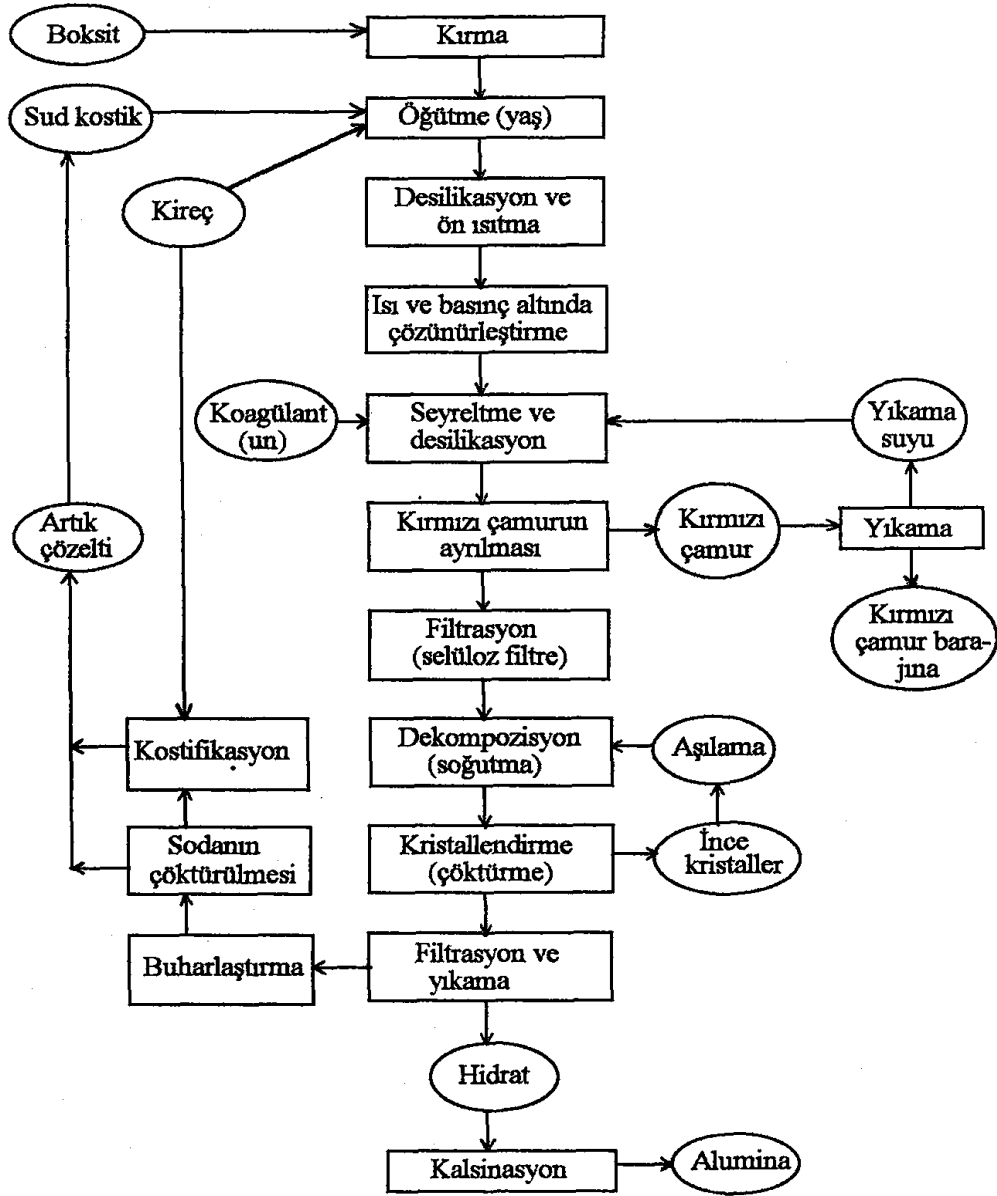 Boksit
Kırma
Sud kostik
Öğütme (yaş)
Kireç
Desilikasyon ve
ön ısıtma
Isı ve basınç altında
çözünürleştirme
Koagülant
(un)
Seyreltme ve
desilikasyon
Yıkama
suyu
Artık
çözelti
Kırmızı çamurun
ayrılması
Kırmızı
çamur
Yıkama
Kırmızı
çamur bara-
jına
Filtrasyon
(selüloz filtre)
Kostifikasyon
Dekompozisyon
(soğutma)
Aşılama
Sodanın
çöktürülmesi
Kristallendirme
(çöktürme)
İnce
kristaller
Buharlaştırma
Filtrasyon ve
yıkama
Hidrat
Kalsinasyon
Alumina